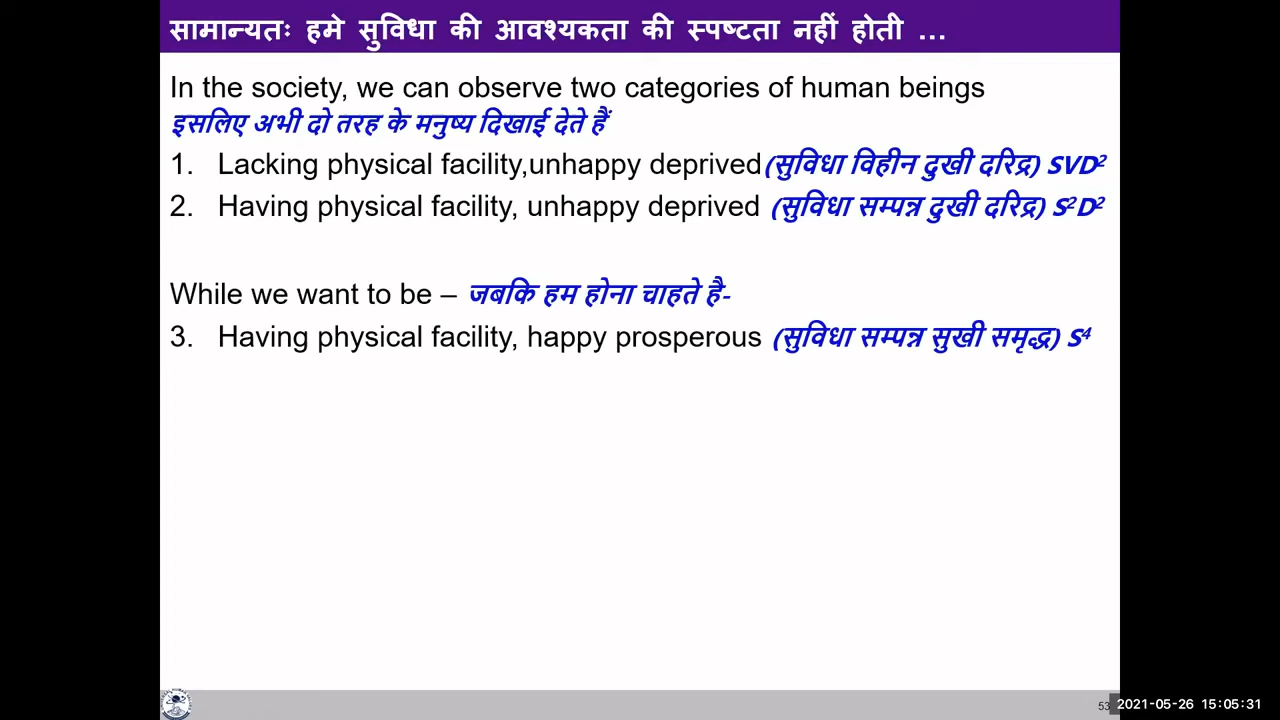 सामान्यतः हमे सुविधा की आवश्यकता की स्पष्टता नहीं होती ...
In the society, we can observe two categories of human beings
इसलिए अभी दो तरह के मनुष्य दिखाई देते हैं
1. Lacking physical facility,unhappy deprived(सुविधा विहीन दुखी दरिद्र) SVD²
2. Having physical facility, unhappy deprived (सुविधा सम्पन्न दुखी दरिद्र) S²D²
While we want to be – जबकि हम होना चाहते है-
3. Having physical facility, happy prosperous (सुविधा सम्पन्न सुखी समृद्ध) S⁴
53
2021-05-26 15:05:31